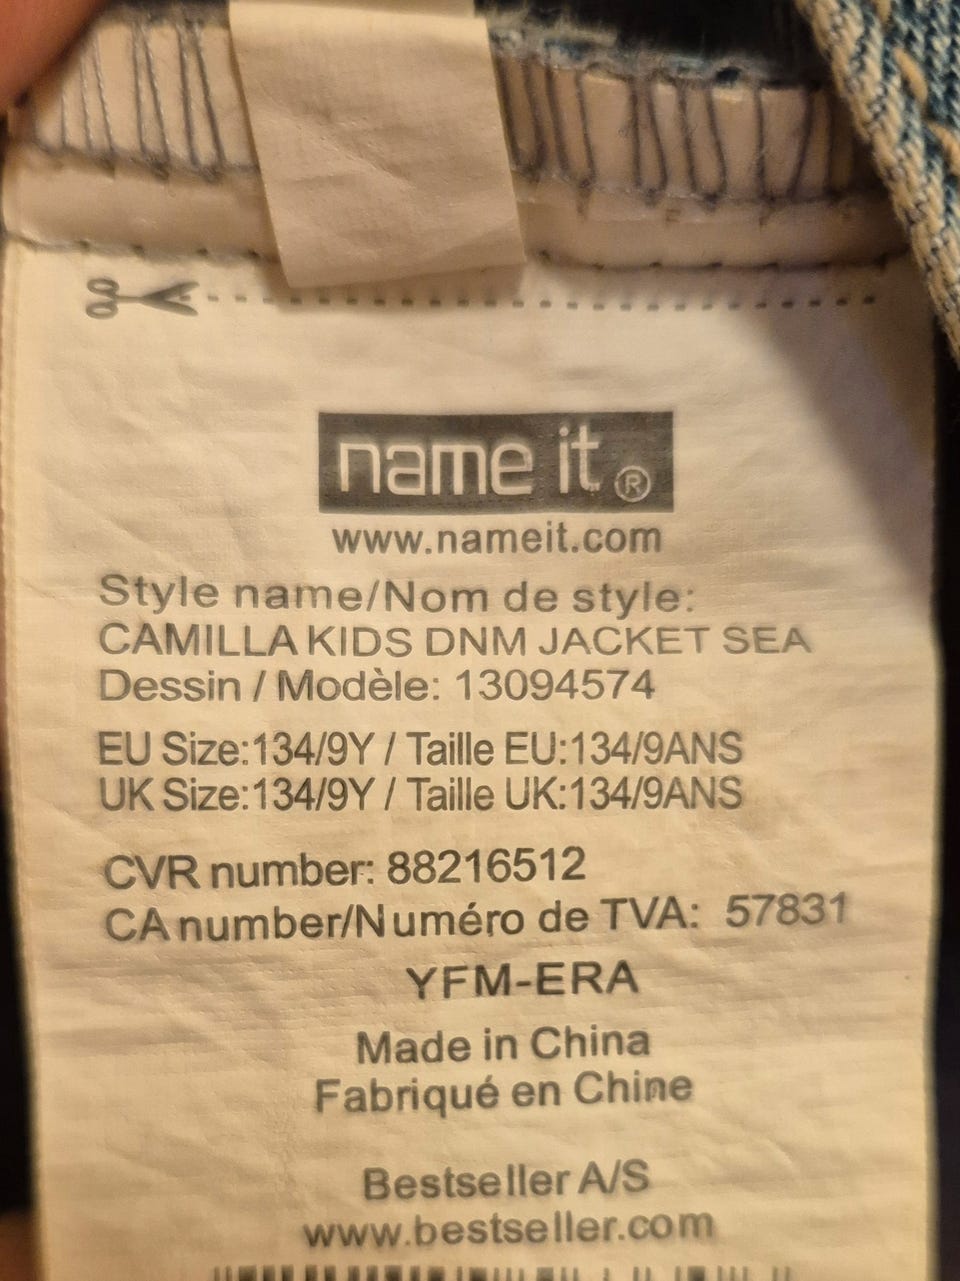 name it ®
www.nameit.com
Style name/Nom de style:
CAMILLA KIDS DNM JACKET SEA
Dessin / Modèle: 13094574
EU Size:134/9Y / Taille EU:134/9ANS
UK Size:134/9Y / Taille UK:134/9ANS
CVR number: 88216512
CA number/Numéro de TVA: 57831
YFM-ERA
Made in China
Fabriqué en Chine
Bestseller A/S
www.bestseller.com